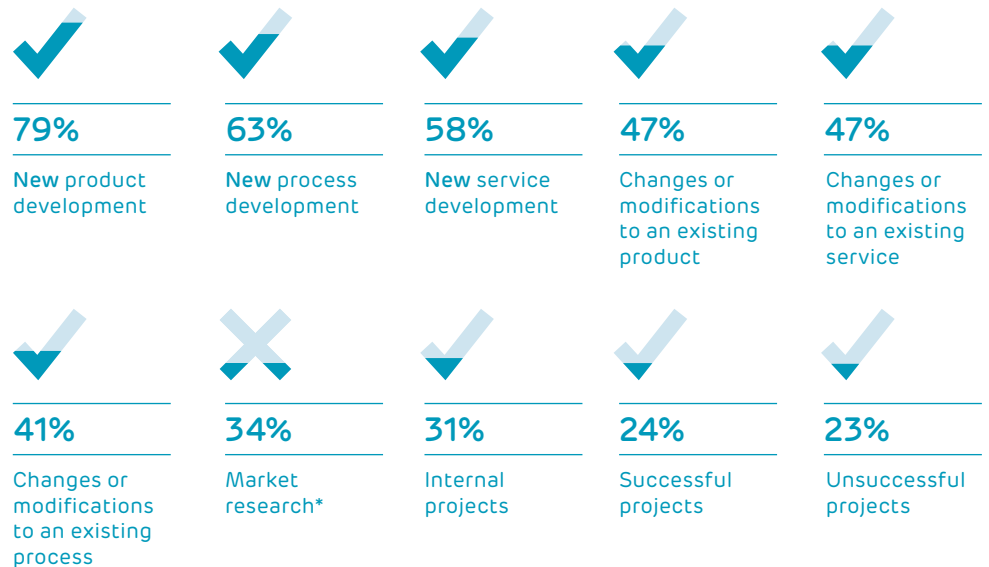 79%
New product
development
63%
New process
development
58%
New service
development
47%
Changes or
modifications
to an existing
product
47%
Changes or
modifications
to an existing
service
41%
Changes or
modifications
to an existing
process
34%
Market
research*
31%
Internal
projects
24%
Successful
projects
23%
Unsuccessful
projects